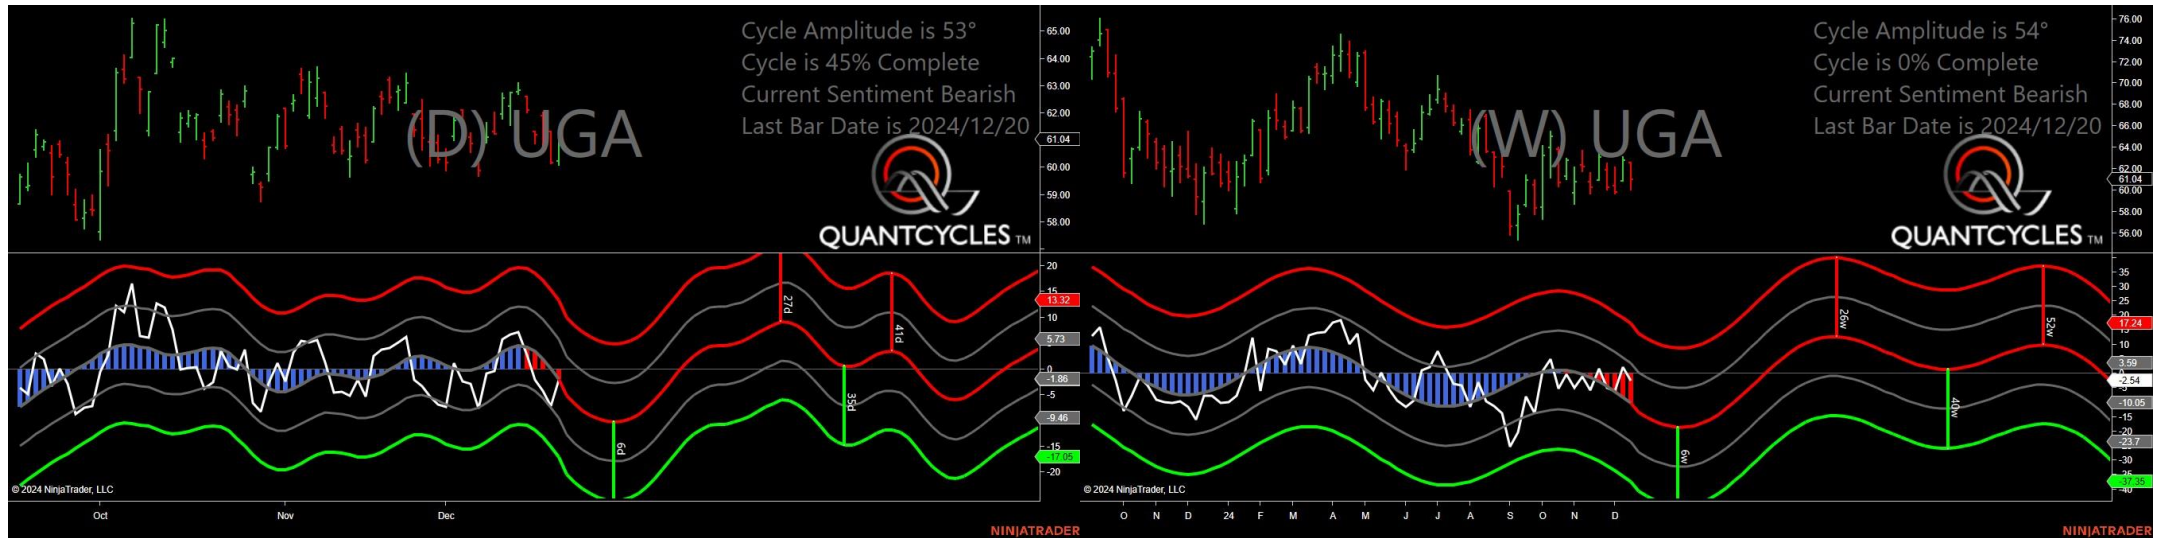 Cycle Amplitude is 53°
Cycle is 45% Complete
Current Sentiment Bearish
Last Bar Date is 2024/12/20
(D) UGA
QUANTCYCLES TM
65.00
64.00
63.00
62.00
61.04
60.00
59.00
58.00
20
15
13.32
10
5.73
0
-1.86
-5
-9.46
-15
-17.05
-20
27d
41d
35d
6d
© 2024 NinjaTrader, LLC
Oct Nov Dec
NINJATRADER
Cycle Amplitude is 54°
Cycle is 0% Complete
Current Sentiment Bearish
Last Bar Date is 2024/12/20
(W) UGA
QUANTCYCLES TM
76.00
74.00
72.00
70.00
68.00
66.00
64.00
62.00
61.04
60.00
58.00
56.00
35
30
25
20
17.24
10
3.59
-2.54
-10.05
-15
-20
-23.7
-30
-37.35
-40
26w
52w
40w
6w
© 2024 NinjaTrader, LLC
O N D 24 F M A M J J A S O N D
NINJATRADER